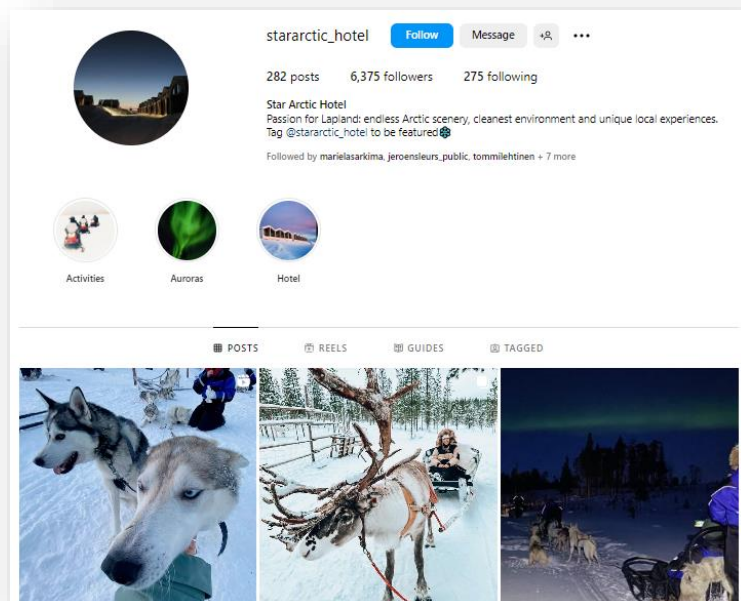 stararctic_hotel Follow Message
282 posts 6,375 followers 275 following
Star Arctic Hotel
Passion for Lapland: endless Arctic scenery, cleanest environment and unique local experiences.
Tag @stararctic_hotel to be featured
Followed by marielasarkima, jeroensleurs_public, tommilehtinen + 7 more
Activities Auroras Hotel
POSTS REELS GUIDES TAGGED